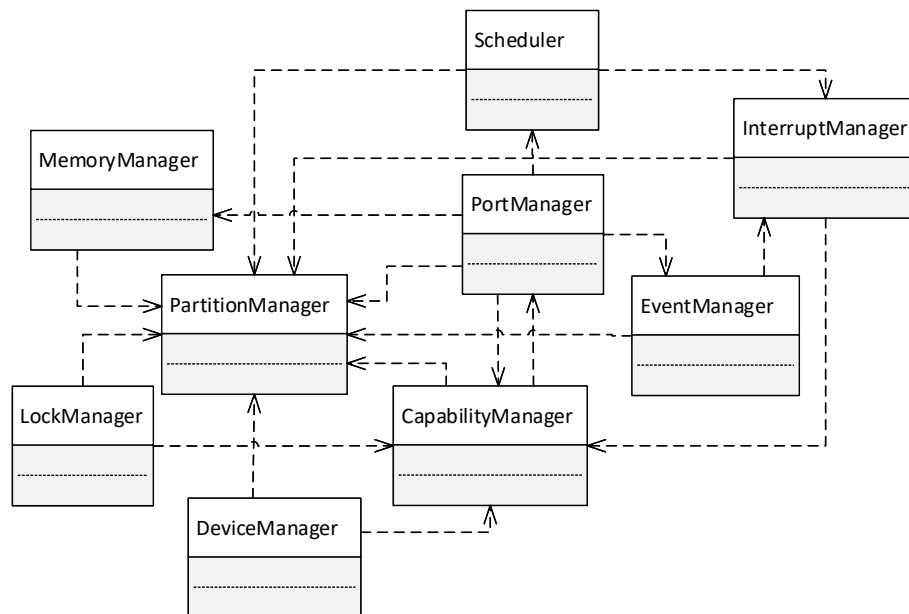 Scheduler
InterruptManager
MemoryManager
PortManager
PartitionManager
EventManager
LockManager
CapabilityManager
DeviceManager